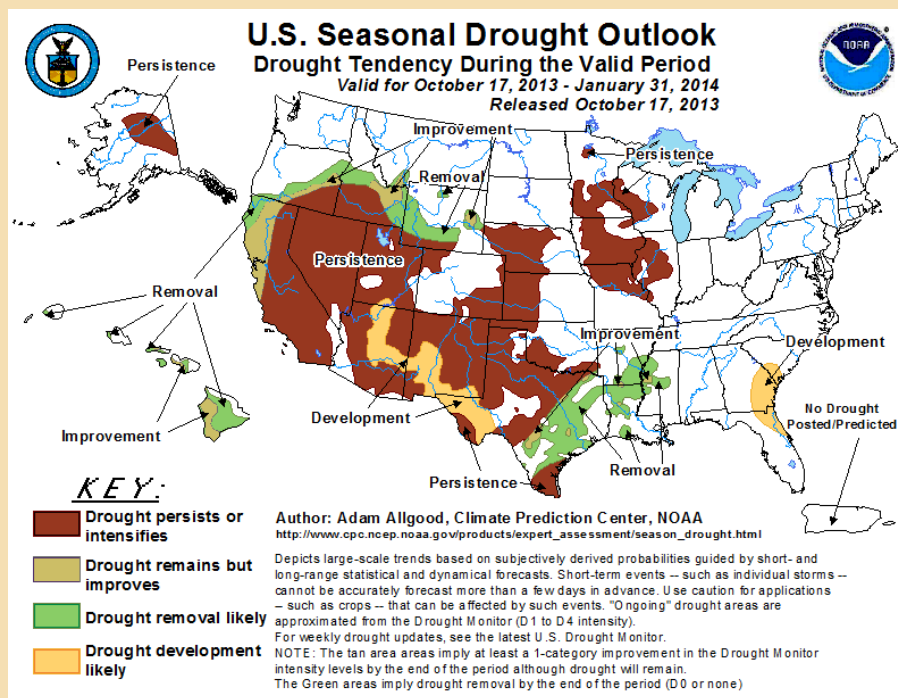 U.S. Seasonal Drought Outlook
Drought Tendency During the Valid Period
Valid for October 17, 2013 - January 31, 2014
Released October 17, 2013
NOAA
Persistence
Improvement
Removal
Persistence
Persistence
Removal
Improvement
Development
Development
Improvement
No Drought
Posted/Predicted
Persistence
Removal
KEY:
Drought persists or
intensifies
Drought remains but
improves
Drought removal likely
Drought development
likely
Author: Adam Allgood, Climate Prediction Center, NOAA
http://www.cpc.ncep.noaa.gov/products/expert_assessment/season_drought.html
Depicts large-scale trends based on subjectively derived probabilities guided by short- and
long-range statistical and dynamical forecasts. Short-term events -- such as individual storms --
cannot be accurately forecast more than a few days in advance. Use caution for applications
-- such as crops -- that can be affected by such events. "Ongoing" drought areas are
approximated from the Drought Monitor (D1 to D4 intensity).
For weekly drought updates, see the latest U.S. Drought Monitor.
NOTE: The tan area areas imply at least a 1-category improvement in the Drought Monitor
intensity levels by the end of the period although drought will remain.
The Green areas imply drought removal by the end of the period (D0 or none)